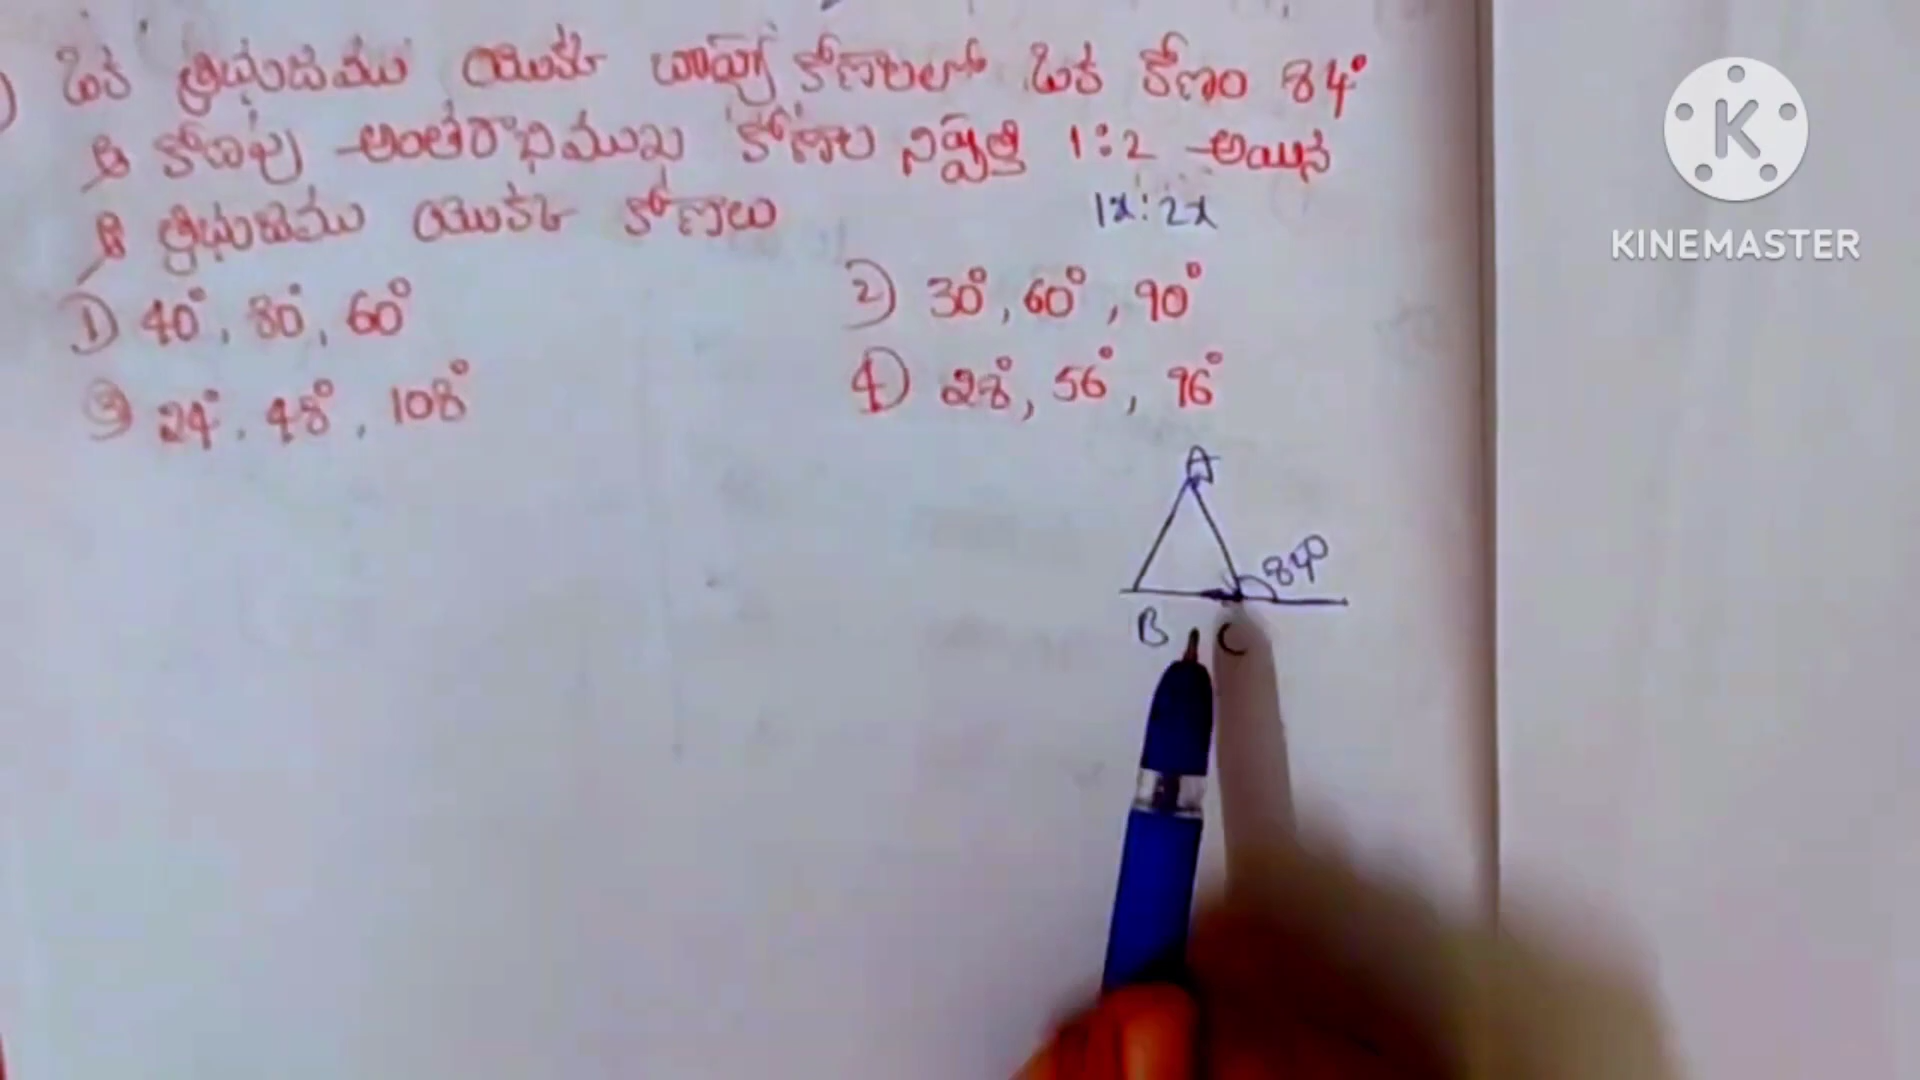 ఒక త్రిభుజము యొక్క బాహ్య కోణాలలో ఒక కోణం 84°
ఆ కోణపు అంతరాభిముఖ కోణాల నిష్పత్తి 1:2 అయిన
ఆ త్రిభుజము యొక్క కోణాలు
1x:2x
1) 40°, 80°, 60°
2) 30°, 60°, 90°
3) 24°, 48°, 108°
4) 28°, 56°, 96°
A
84°
B C
KINEMASTER